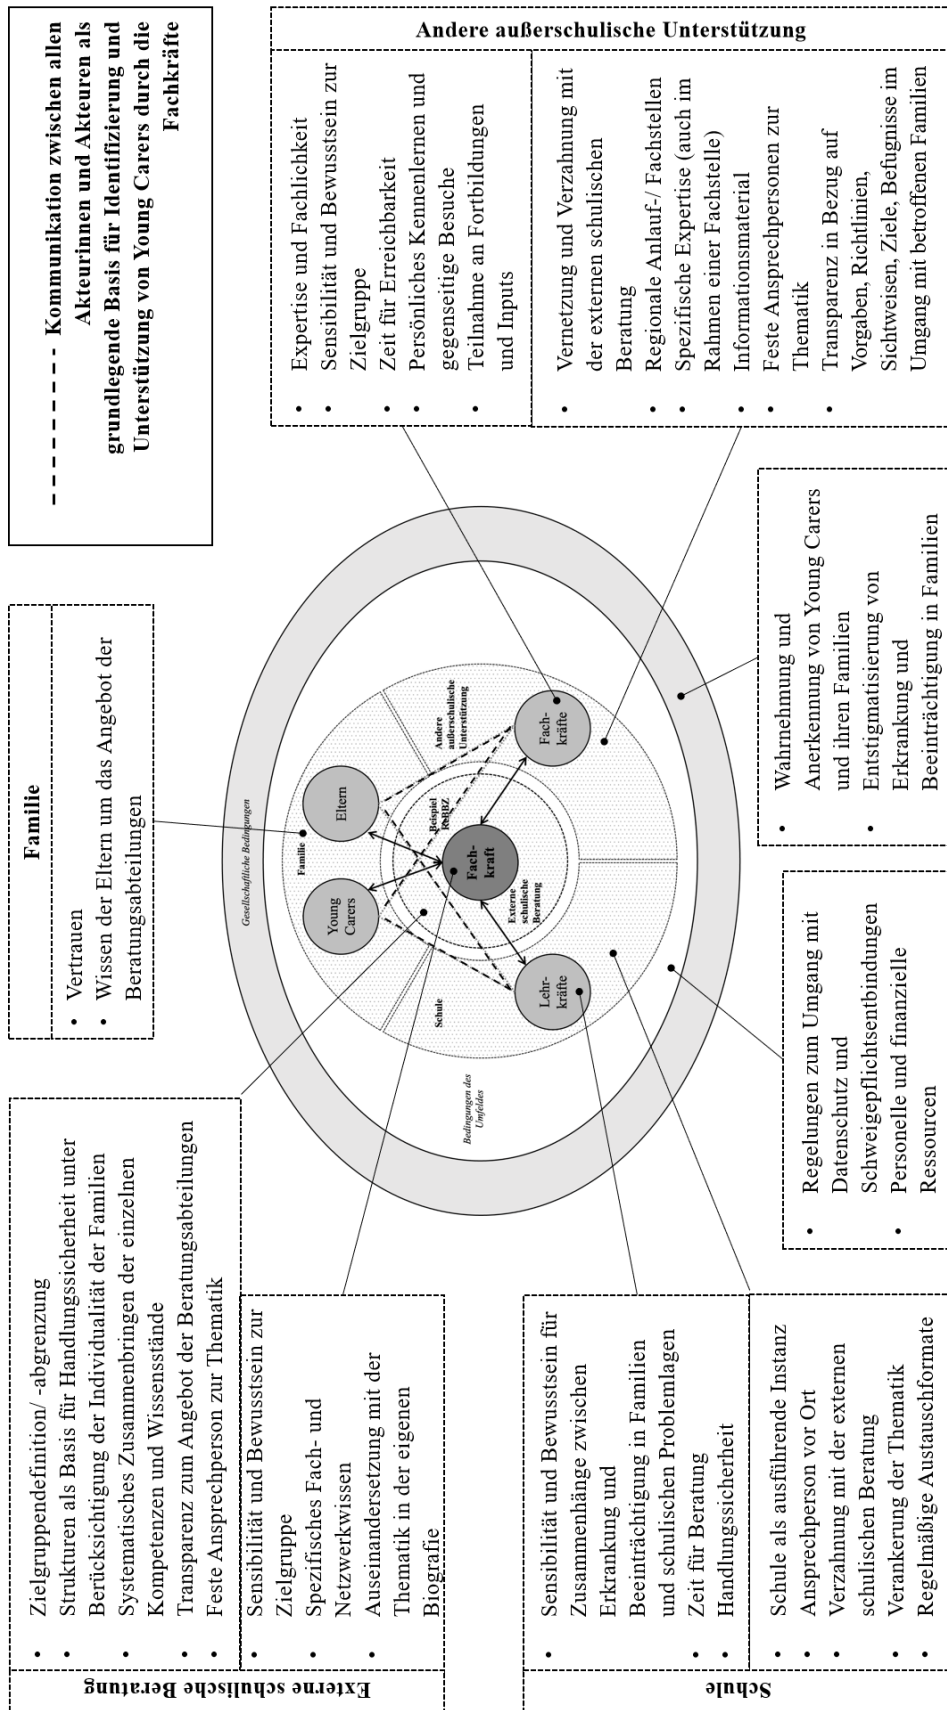 Externe schulische Beratung
• Zielgruppendefinition/ -abgrenzung
• Strukturen als Basis für Handlungssicherheit unter
Berücksichtigung der Individualität der Familien
• Systematisches Zusammenbringen der einzelnen
Kompetenzen und Wissensstände
• Transparenz zum Angebot der Beratungsabteilungen
• Feste Ansprechperson zur Thematik
• Sensibilität und Bewusstsein zur
Zielgruppe
• Spezifisches Fach- und
Netzwerkwissen
• Auseinandersetzung mit der
Thematik in der eigenen
Biografie
Familie
• Vertrauen
• Wissen der Eltern um das Angebot der
Beratungsabteilungen
Kommunikation zwischen allen
Akteurinnen und Akteuren als
grundlegende Basis für Identifizierung und
Unterstützung von Young Carers durch die
Fachkräfte
Gesellschaftliche Bedingungen
Bedingungen des
Umfeldes
Familie
Young
Carers
Eltern
Schule
Andere
außerschulische
Unterstützung
Beispiel
ReBBZ
Fach-
kraft
Externe
schulische
Beratung
Lehr-
kräfte
Fach-
kräfte
Andere außerschulische Unterstützung
• Expertise und Fachlichkeit
• Sensibilität und Bewusstsein zur
Zielgruppe
• Zeit für Erreichbarkeit
• Persönliches Kennenlernen und
gegenseitige Besuche
• Teilnahme an Fortbildungen
und Inputs
• Vernetzung und Verzahnung mit
der externen schulischen
Beratung
• Regionale Anlauf-/ Fachstellen
• Spezifische Expertise (auch im
Rahmen einer Fachstelle)
• Informationsmaterial
• Feste Ansprechpersonen zur
Thematik
• Transparenz in Bezug auf
Vorgaben, Richtlinien,
Sichtweisen, Ziele, Befugnisse im
Umgang mit betroffenen Familien
Schule
• Sensibilität und Bewusstsein für
Zusammenhänge zwischen
Erkrankung und
Beeinträchtigung in Familien
und schulischen Problemlagen
• Zeit für Beratung
• Handlungssicherheit
• Schule als ausführende Instanz
• Ansprechperson vor Ort
• Verzahnung mit der externen
schulischen Beratung
• Verankerung der Thematik
• Regelmäßige Austauschformate
• Regelungen zum Umgang mit
Datenschutz und
Schweigepflichtsentbindungen
• Personelle und finanzielle
Ressourcen
• Wahrnehmung und
Anerkennung von Young Carers
und ihren Familien
• Entstigmatisierung von
Erkrankung und
Beeinträchtigung in Familien